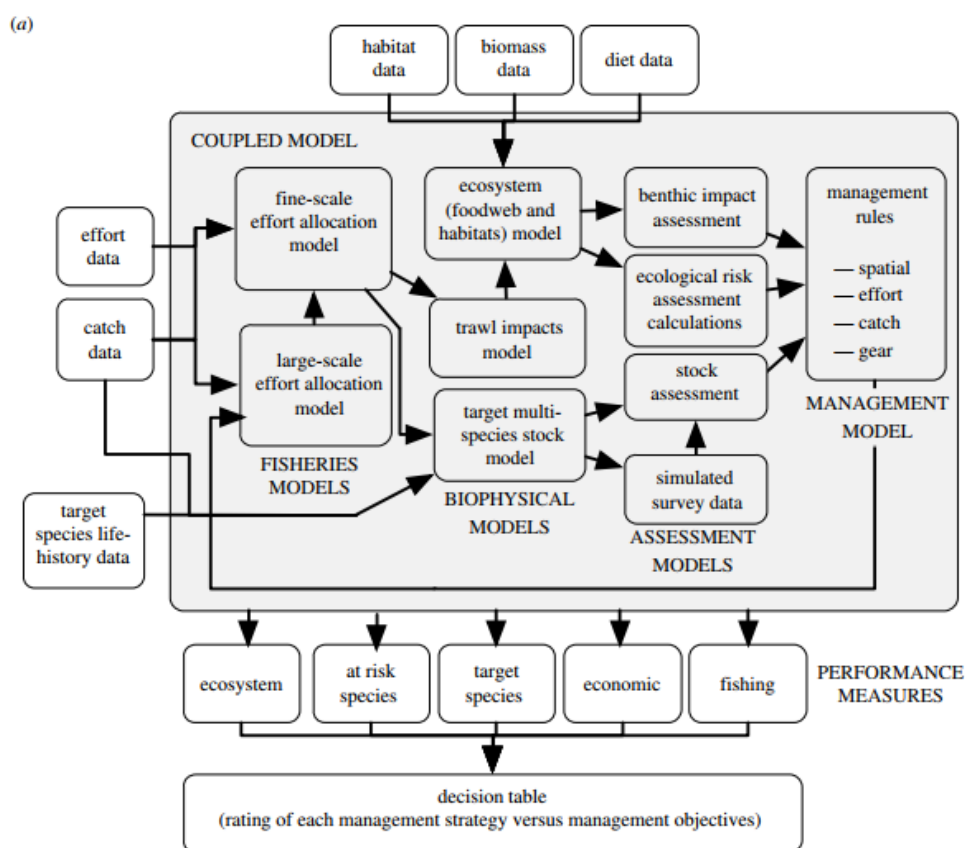 (a)
habitat
data
biomass
data
diet data
COUPLED MODEL
fine-scale
effort allocation
model
ecosystem
(foodweb and
habitats) model
benthic impact
assessment
management
rules
— spatial
— effort
— catch
— gear
effort
data
ecological risk
assessment
calculations
catch
data
large-scale
effort allocation
model
trawl impacts
model
stock
assessment
MANAGEMENT
MODEL
FISHERIES
MODELS
target multi-
species stock
model
simulated
survey data
BIOPHYSICAL
MODELS
ASSESSMENT
MODELS
target
species life-
history data
ecosystem
at risk
species
target
species
economic
fishing
PERFORMANCE
MEASURES
decision table
(rating of each management strategy versus management objectives)